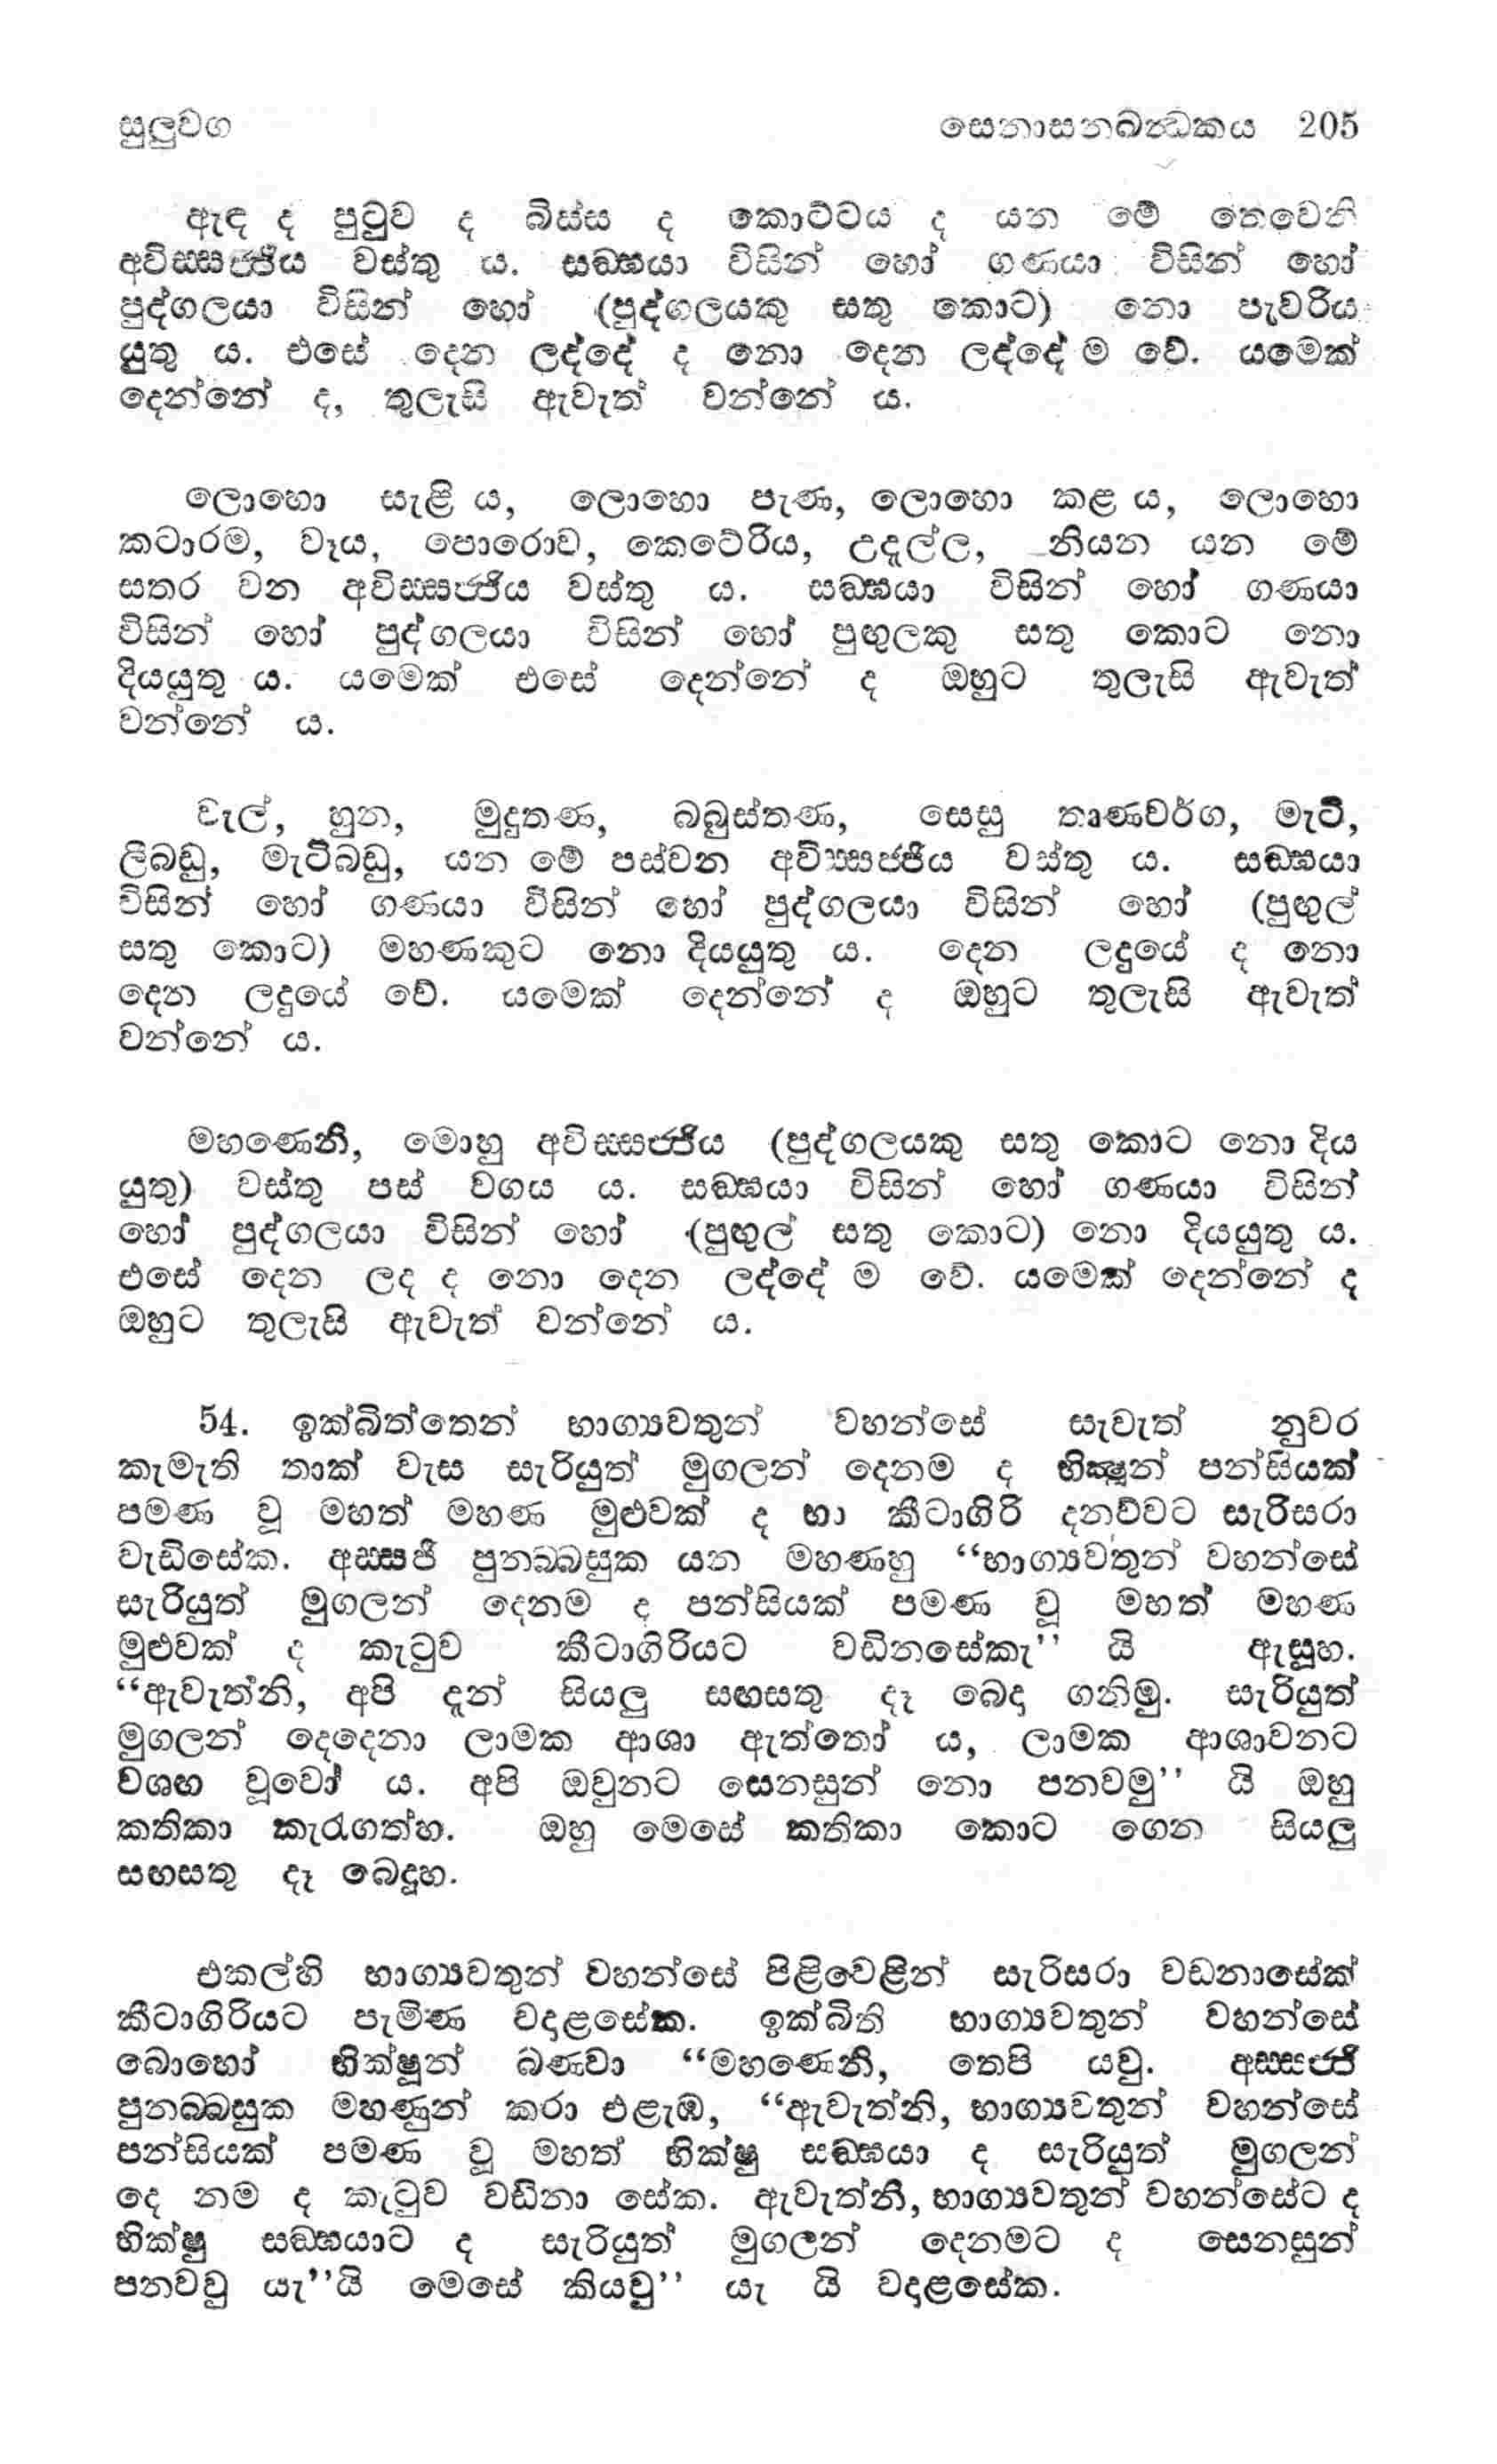 සුලුවග සෙනාසනඛන්ධකය 205
ඇඳ ද පුටුව ද බිස්ස ද කොට්ටය ද යන මේ තෙවෙනි
අවිස්සජ්ජිය වස්තු ය. සඞ්ඝයා විසින් හෝ ගණයා විසින් හෝ
පුද්ගලයා විසින් හෝ (පුද්ගලයකු සතු කොට) නො පැවරිය
යුතු ය. එසේ දෙන ලද්දේ ද නො දෙන ලද්දේ ම වේ. යමෙක්
දෙන්නේ ද, තුලැසි ඇවැත් වන්නේ ය.
ලොහො සැළි ය, ලොහො පැණ, ලොහො කළ ය, ලොහො
කටාරම, වෑය, පොරොව, කෙටේරිය, උදැල්ල, නියන යන මේ
සතර වන අවිස්සජ්ජිය වස්තු ය. සඞ්ඝයා විසින් හෝ ගණයා
විසින් හෝ පුද්ගලයා විසින් හෝ පුඟුලකු සතු කොට නො
දියයුතු ය. යමෙක් එසේ දෙන්නේ ද ඔහුට තුලැසි ඇවැත්
වන්නේ ය.
වැල්, හුන, මුදුතණ, බබුස්තණ, සෙසු තෘණවර්ග, මැටි,
ලීබඩු, මැටිබඩු, යන මේ පස්වන අවිස්සජ්ජිය වස්තු ය. සඞ්ඝයා
විසින් හෝ ගණයා විසින් හෝ පුද්ගලයා විසින් හෝ (පුඟුල්
සතු කොට) මහණකුට නො දියයුතු ය. දෙන ලදුයේ ද නො
දෙන ලදුයේ වේ. යමෙක් දෙන්නේ ද ඔහුට තුලැසි ඇවැත්
වන්නේ ය.
මහණෙනි, මොහු අවිස්සජ්ජිය (පුද්ගලයකු සතු කොට නො දිය
යුතු) වස්තු පස් වගය ය. සඞ්ඝයා විසින් හෝ ගණයා විසින්
හෝ පුද්ගලයා විසින් හෝ (පුඟුල් සතු කොට) නො දියයුතු ය.
එසේ දෙන ලද ද නො දෙන ලද්දේ ම වේ. යමෙක් දෙන්නේ ද
ඔහුට තුලැසි ඇවැත් වන්නේ ය.
54. ඉක්බිත්තෙන් භාග්‍යවතුන් වහන්සේ සැවැත් නුවර
කැමැති තාක් වැස සැරියුත් මුගලන් දෙනම ද භික්‍ෂූන් පන්සියක්
පමණ වූ මහත් මහණ මුළුවක් ද හා කීටාගිරි දනව්වට සැරිසරා
වැඩිසේක. අස්සජි පුනබ්බසුක යන මහණහු “භාග්‍යවතුන් වහන්සේ
සැරියුත් මුගලන් දෙනම ද පන්සියක් පමණ වූ මහත් මහණ
මුළුවක් ද කැටුව කීටාගිරියට වඩිනසේකැ” යි ඇසූහ.
“ඇවැත්නි, අපි දැන් සියලු සඟසතු දෑ බෙදා ගනිමු. සැරියුත්
මුගලන් දෙදෙනා ලාමක ආශා ඇත්තෝ ය, ලාමක ආශාවනට
වශඟ වූවෝ ය. අපි ඔවුනට සෙනසුන් නො පනවමු” යි ඔහු
කතිකා කැරගත්හ. ඔහු මෙසේ කතිකා කොට ගෙන සියලු
සඟසතු දෑ බෙදූහ.
එකල්හි භාග්‍යවතුන් වහන්සේ පිළිවෙළින් සැරිසරා වඩනාසේක්
කීටාගිරියට පැමිණ වදාළසේක. ඉක්බිති භාග්‍යවතුන් වහන්සේ
බොහෝ භික්ෂූන් බණවා “මහණෙනි, තෙපි යවු. අස්සජ්ජි
පුනබ්බසුක මහණුන් කරා එළැඹ, “ඇවැත්නි, භාග්‍යවතුන් වහන්සේ
පන්සියක් පමණ වූ මහත් භික්ෂු සඞ්ඝයා ද සැරියුත් මුගලන්
දෙ නම ද කැටුව වඩිනා සේක. ඇවැත්නි, භාග්‍යවතුන් වහන්සේට ද
භික්ෂු සඞ්ඝයාට ද සැරියුත් මුගලන් දෙනමට ද සෙනසුන්
පනවවු යැ”යි මෙසේ කියවු” යැ යි වදාළසේක.